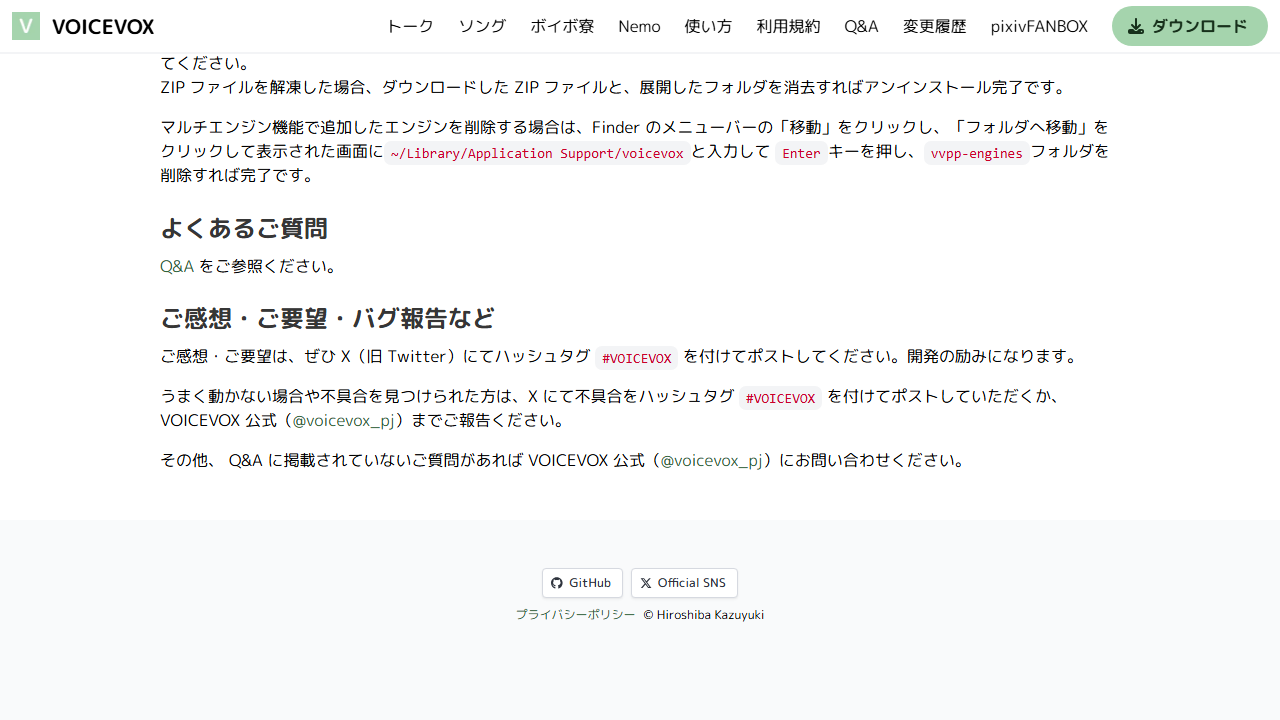 V VOICEVOX トーク ソング ボイボ寮 Nemo 使い方 利用規約 Q&A 変更履歴 pixivFANBOX ダウンロード
てください。
ZIP ファイルを解凍した場合、ダウンロードした ZIP ファイルと、展開したフォルダを消去すればアンインストール完了です。
マルチエンジン機能で追加したエンジンを削除する場合は、Finder のメニューバーの「移動」をクリックし、「フォルダへ移動」を
クリックして表示された画面に ~/Library/Application Support/voicevox と入力して Enter キーを押し、 vvpp-engines フォルダを
削除すれば完了です。
よくあるご質問
Q&A をご参照ください。
ご感想・ご要望・バグ報告など
ご感想・ご要望は、ぜひ X（旧 Twitter）にてハッシュタグ #VOICEVOX を付けてポストしてください。開発の励みになります。
うまく動かない場合や不具合を見つけられた方は、X にて不具合をハッシュタグ #VOICEVOX を付けてポストしていただくか、
VOICEVOX 公式（@voicevox_pj）までご報告ください。
その他、 Q&A に掲載されていないご質問があれば VOICEVOX 公式（@voicevox_pj）にお問い合わせください。
GitHub Official SNS
プライバシーポリシー © Hiroshiba Kazuyuki